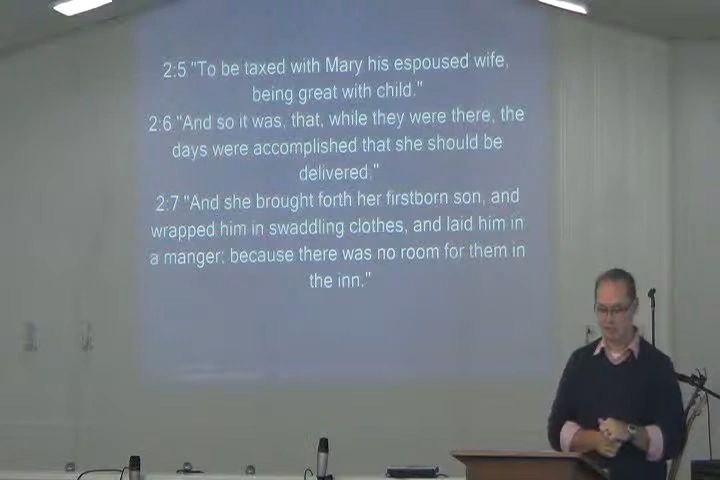 2:5 "To be taxed with Mary his espoused wife,
being great with child."
2:6 "And so it was, that, while they were there, the
days were accomplished that she should be
delivered."
2:7 "And she brought forth her firstborn son, and
wrapped him in swaddling clothes, and laid him in
a manger; because there was no room for them in
the inn."